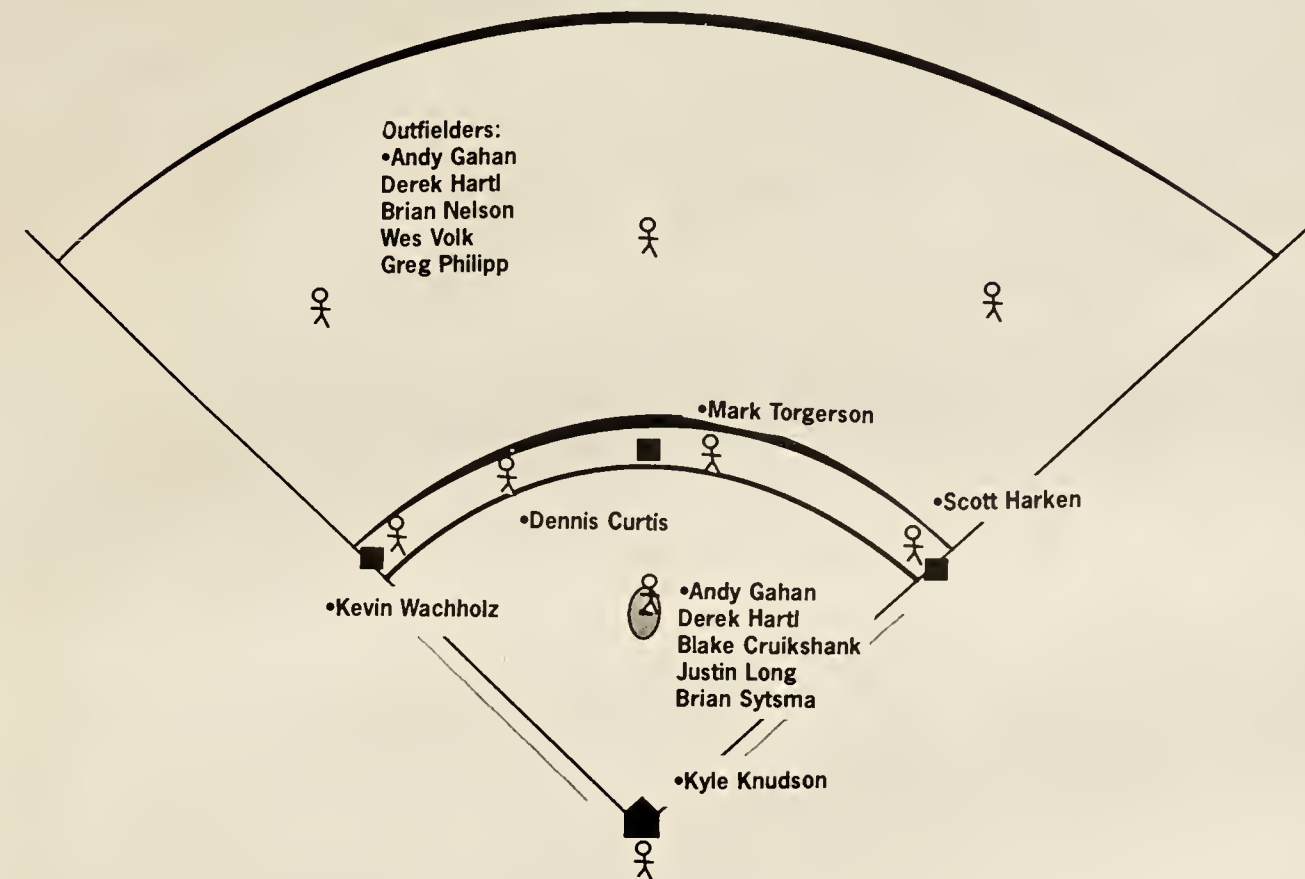 Outfielders:
•Andy Gahan
Derek Hartl
Brian Nelson
Wes Volk
Greg Philipp
•Mark Torgerson
•Scott Harken
•Dennis Curtis
•Kevin Wachholz
•Andy Gahan
Derek Hartl
Blake Cruikshank
Justin Long
Brian Sytsma
•Kyle Knudson